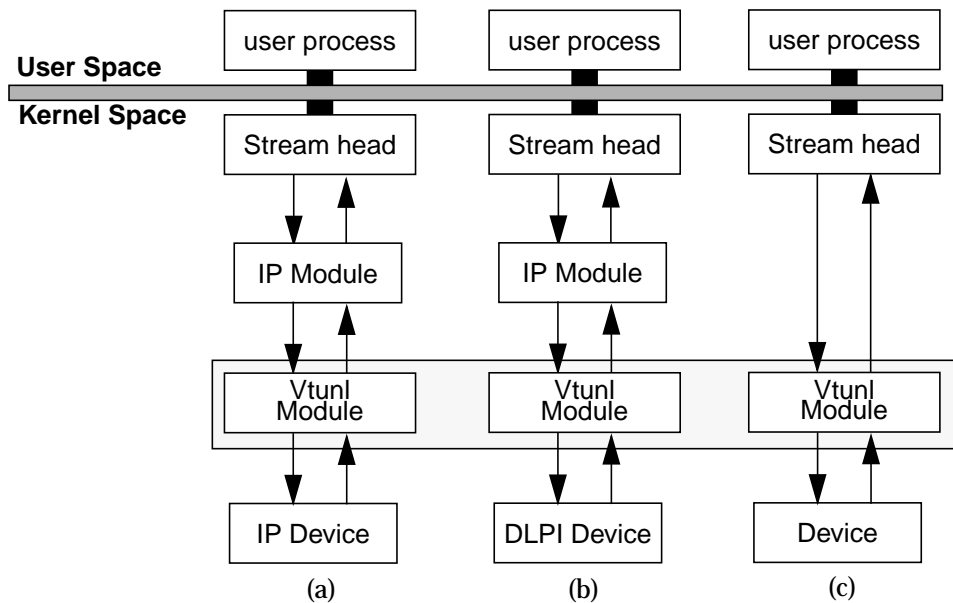 user process
user process
user process
User Space
Kernel Space
Stream head
Stream head
Stream head
IP Module
IP Module
Vtunl
Module
Vtunl
Module
Vtunl
Module
IP Device
DLPI Device
Device
(a)
(b)
(c)